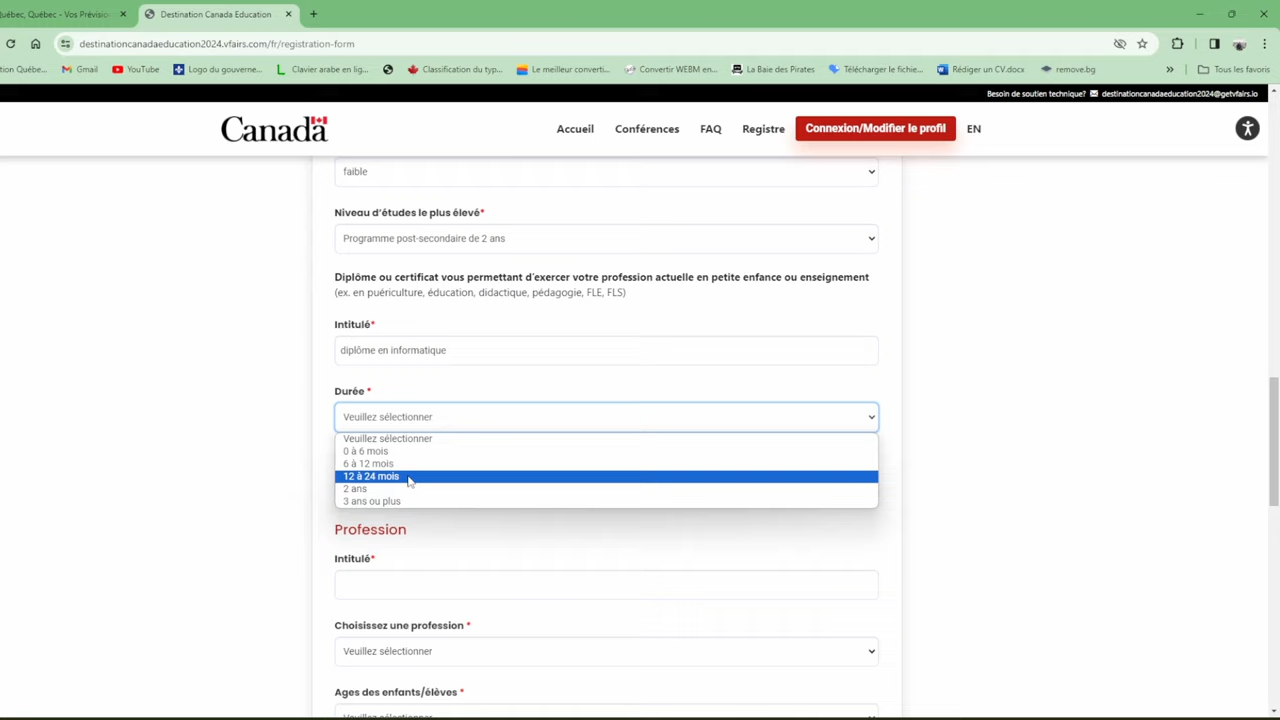 Québec, Québec - Vos Prévisic
Destination Canada Education
destinationcanadaeducation2024.vfairs.com/fr/registration-form
tion Québe...
Gmail
YouTube
Logo du gouverne...
Clavier arabe en lig...
Classification du typ...
Le meilleur converti...
Convertir WEBM en...
La Baie des Pirates
Télécharger le fichie...
Rédiger un CV.docx
remove.bg
»
Tous les favoris
Besoin de soutien technique? destinationcanadaeducation2024@getvfairs.io
Canada
Accueil
Conférences
FAQ
Registre
Connexion/Modifier le profil
EN
faible
Niveau d'études le plus élevé*
Programme post-secondaire de 2 ans
Diplôme ou certificat vous permettant d'exercer votre profession actuelle en petite enfance ou enseignement
(ex. en puériculture, éducation, didactique, pédagogie, FLE, FLS)
Intitulé*
diplôme en informatique
Durée *
Veuillez sélectionner
Veuillez sélectionner
0 à 6 mois
6 à 12 mois
12 à 24 mois
2 ans
3 ans ou plus
Profession
Intitulé*
Choisissez une profession *
Veuillez sélectionner
Ages des enfants/élèves *
Veuillez sélectionner